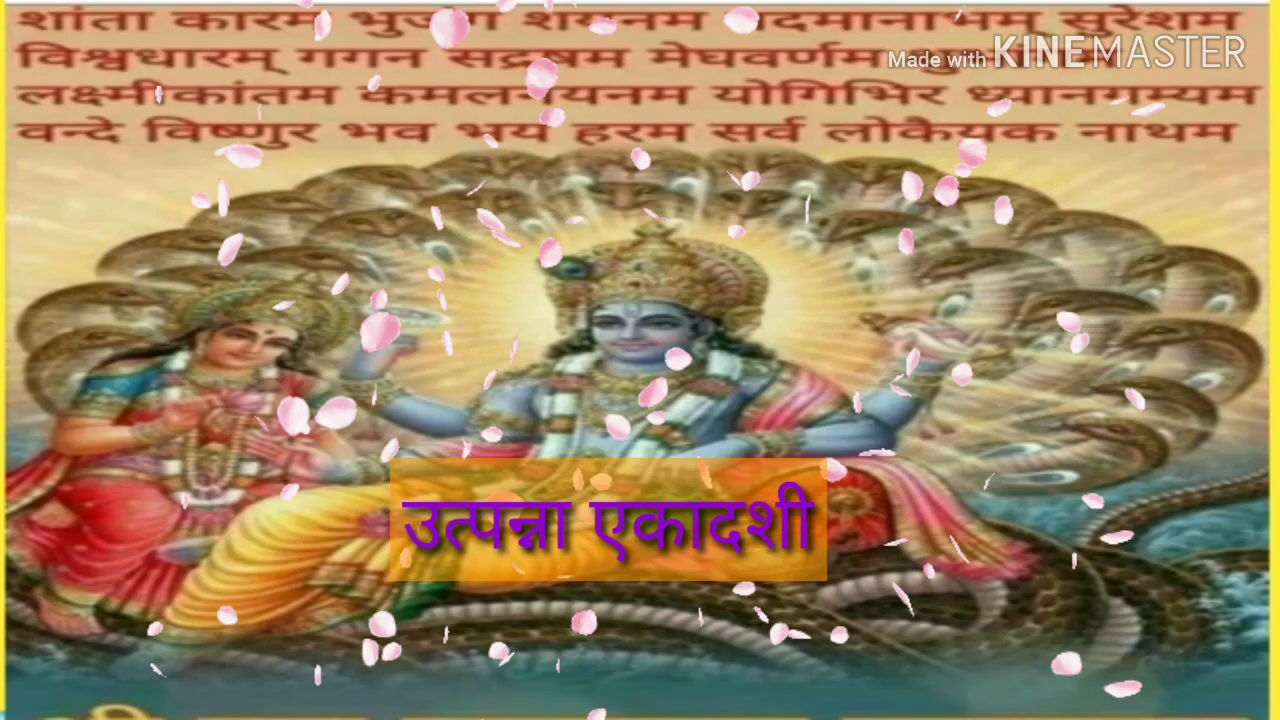 शांता कारम भुजग शयनम पदमानाभम् सुरेशम
विश्वधारम् गगन सद्रषम मेघवर्णम
Made with KINEMASTER
लक्ष्मीकांतम कमलनयनम योगिभिर ध्यानगम्यम
वन्दे विष्णुर भव भय हरम सर्व लोकैयक नाथम
उत्पन्ना एकादशी